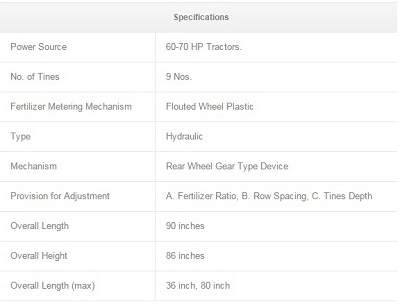 Specifications
Power Source 60-70 HP Tractors.
No. of Tines 9 Nos.
Fertilizer Metering Mechanism Flouted Wheel Plastic
Type Hydraulic
Mechanism Rear Wheel Gear Type Device
Provision for Adjustment A. Fertilizer Ratio, B. Row Spacing, C. Tines Depth
Overall Length 90 inches
Overall Height 86 inches
Overall Length (max) 36 inch, 80 inch